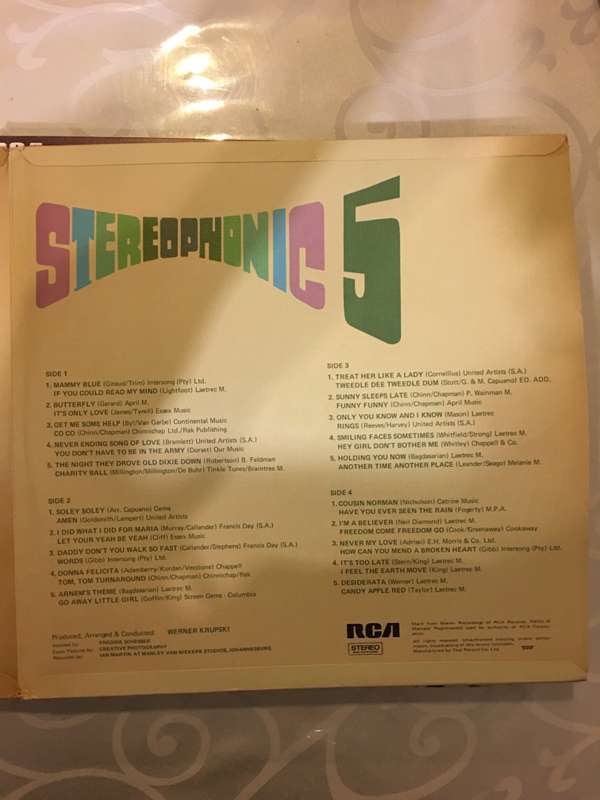 STEREOPHONIC 5
SIDE 1
1. MAMMY BLUE (Giraud/Trim) Intersong (Pty) Ltd.
IF YOU COULD READ MY MIND (Lightfoot) Laetrec M.
2. BUTTERFLY (Gerard) April M.
IT'S ONLY LOVE (James/Tyrell) Essex Music
3. GET ME SOME HELP (Byl/Van Garbe) Continental Music
CO CO (Chinn/Chapman) Chinnichap Ltd./Rak Publishing
4. NEVER ENDING SONG OF LOVE (Bramlett) United Artists (S.A.)
YOU DON'T HAVE TO BE IN THE ARMY (Dorset) Our Music
5. THE NIGHT THEY DROVE OLD DIXIE DOWN (Robertson) B. Feldman
CHARITY BALL (Millington/Millington/De Buhr) Tinkle Tunes/Braintree M.
SIDE 2
1. SOLEY SOLEY (Arr. Capuano) Gema
AMEN (Goldsmith/Lampert) United Artists
2. I DID WHAT I DID FOR MARIA (Murray/Callander) Francis Day (S.A.)
LET YOUR YEAH BE YEAH (Cliff) Essex Music
3. DADDY DON'T YOU WALK SO FAST (Callander/Stephens) Francis Day (S.A.)
WORDS (Gibb) Intersong (Pty) Ltd.
4. DONNA FELICITA (Adamberry/Kordan/Vincitore) Chappell
TOM, TOM TURNAROUND (Chinn/Chapman) Chinnichap/Rak
5. ARNEM'S THEME (Bagdasarian) Laetrec M.
GO AWAY LITTLE GIRL (Goffin/King) Screen Gems - Columbia
SIDE 3
1. TREAT HER LIKE A LADY (Cornellius) United Artists (S.A.)
TWEEDLE DEE TWEEDLE DUM (Stott/G. & M. Capuano) ED. ADD.
2. SUNNY SLEEPS LATE (Chinn/Chapman) P. Wainman M.
FUNNY FUNNY (Chinn/Chapman) April Music
3. ONLY YOU KNOW AND I KNOW (Mason) Laetrec
RINGS (Reeves/Harvey) United Artists (S.A.)
4. SMILING FACES SOMETIMES (Whitfield/Strong) Laetrec M.
HEY GIRL DON'T BOTHER ME (Whitley) Chappell & Co.
5. HOLDING YOU NOW (Bagdasarian) Laetrec M.
ANOTHER TIME ANOTHER PLACE (Leander/Seago) Melanie M.
SIDE 4
1. COUSIN NORMAN (Nicholson) Catrine Music
HAVE YOU EVER SEEN THE RAIN (Fogerty) M.P.A.
2. I'M A BELIEVER (Neil Diamond) Laetrec M.
FREEDOM COME FREEDOM GO (Cook/Greenaway) Cookaway
3. NEVER MY LOVE (Adrisi) E.H. Morris & Co. Ltd.
HOW CAN YOU MEND A BROKEN HEART (Gibb) Intersong (Pty) Ltd.
4. IT'S TOO LATE (Stern/King) Laetrec M.
I FEEL THE EARTH MOVE (King) Laetrec M.
5. DESIDERATA (Werner) Laetrec M.
CANDY APPLE RED (Taylor) Laetrec M.
Produced, Arranged & Conducted: WERNER KRUPSKI
CREATIVE PHOTOGRAPHY
IAN MARTIN AT MANLEY VAN NIEKERK STUDIOS, JOHANNESBURG
RCA
STEREO